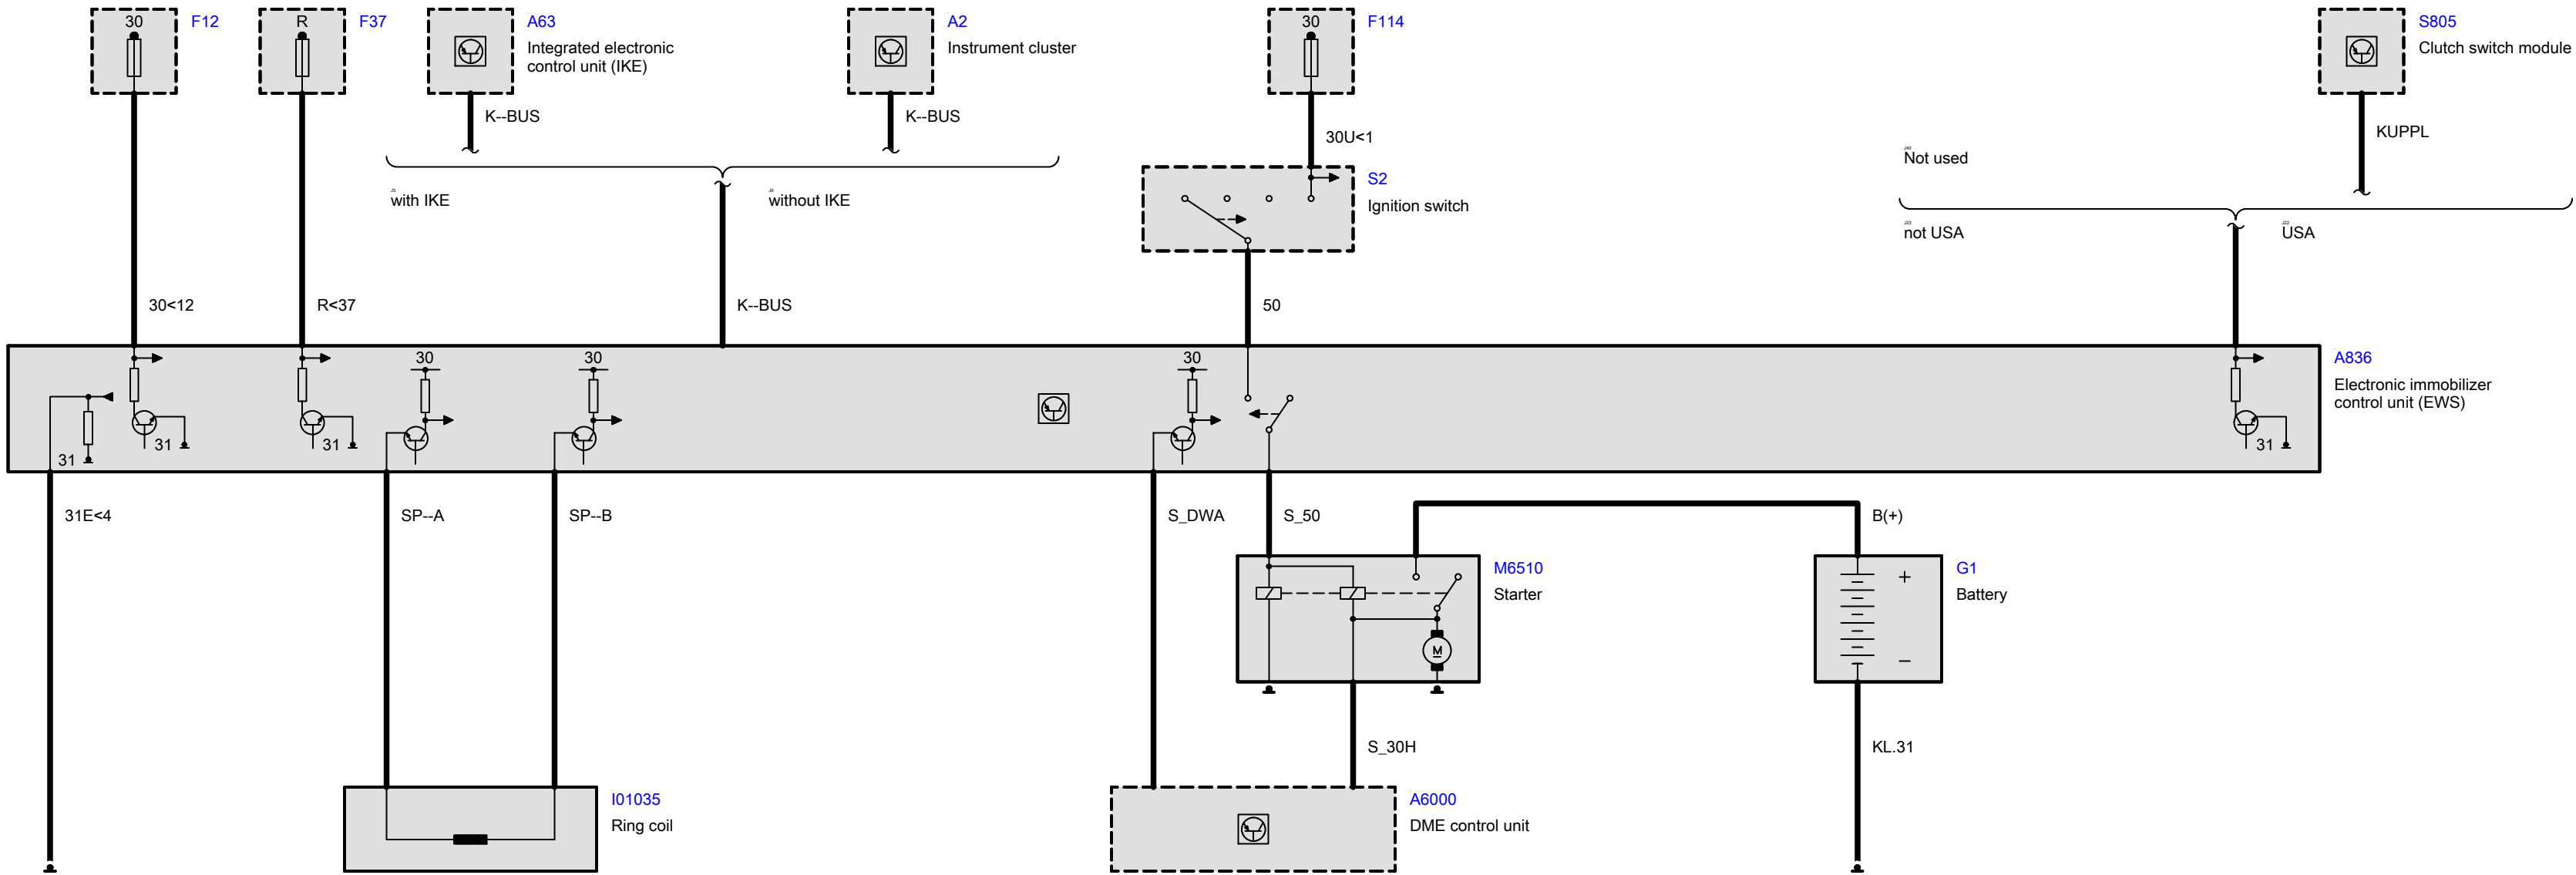 30
F12
R
F37
A63
Integrated electronic
control unit (IKE)
A2
Instrument cluster
30
F114
S805
Clutch switch module
K--BUS
K--BUS
30U<1
KUPPL
Not used
with IKE
without IKE
S2
Ignition switch
not USA
USA
30<12
R<37
K--BUS
50
30
30
30
A836
Electronic immobilizer
control unit (EWS)
31
31
31
31
31E<4
SP--A
SP--B
S_DWA
S_50
B(+)
M6510
Starter
M
G1
Battery
+
−
S_30H
KL.31
I01035
Ring coil
A6000
DME control unit